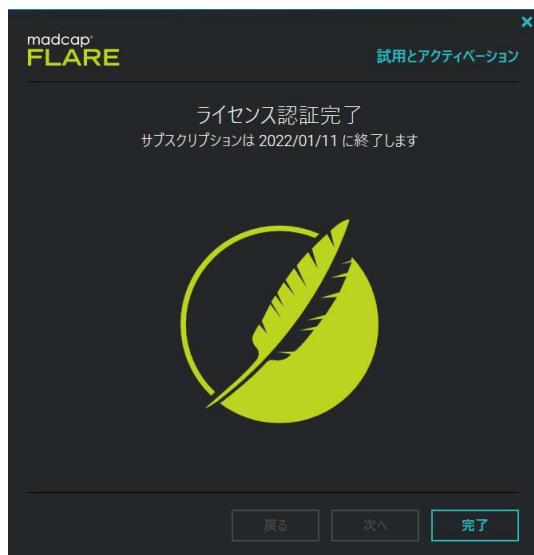 madcap®
FLARE
試用とアクティベーション
ライセンス認証完了
サブスクリプションは 2022/01/11 に終了します
戻る
次へ
完了